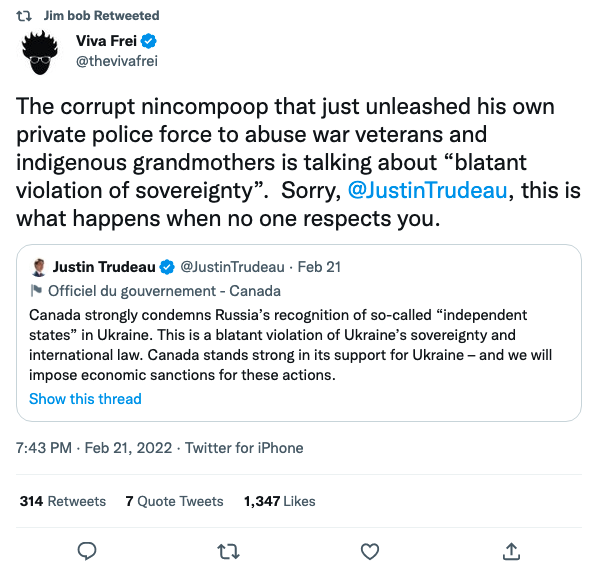 Jim bob Retweeted
Viva Frei
@thevivafrei
The corrupt nincompoop that just unleashed his own
private police force to abuse war veterans and
indigenous grandmothers is talking about “blatant
violation of sovereignty”.  Sorry, @JustinTrudeau, this is
what happens when no one respects you.
Justin Trudeau @JustinTrudeau · Feb 21
Officiel du gouvernement - Canada
Canada strongly condemns Russia’s recognition of so-called “independent
states” in Ukraine. This is a blatant violation of Ukraine’s sovereignty and
international law. Canada stands strong in its support for Ukraine – and we will
impose economic sanctions for these actions.
Show this thread
7:43 PM · Feb 21, 2022 · Twitter for iPhone
314 Retweets 7 Quote Tweets 1,347 Likes